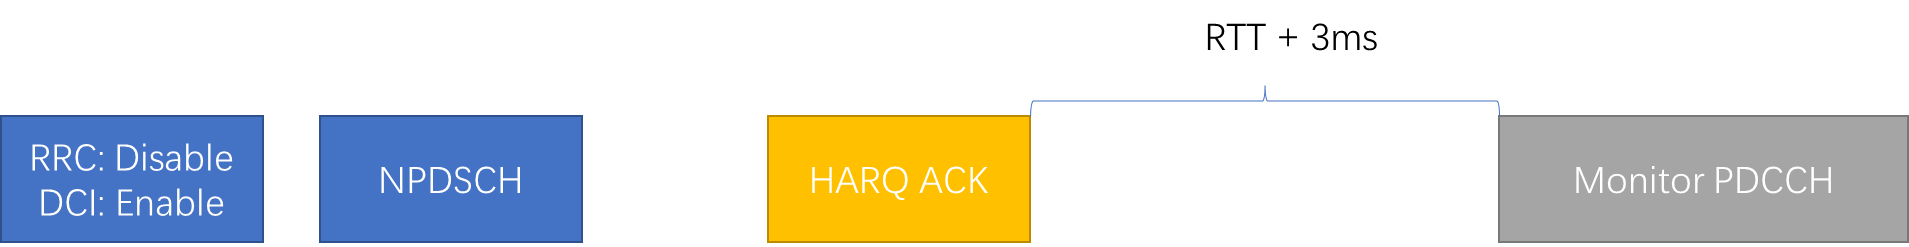 RTT + 3ms
RRC: Disable
DCI: Enable
NPDSCH
HARQ ACK
Monitor PDCCH